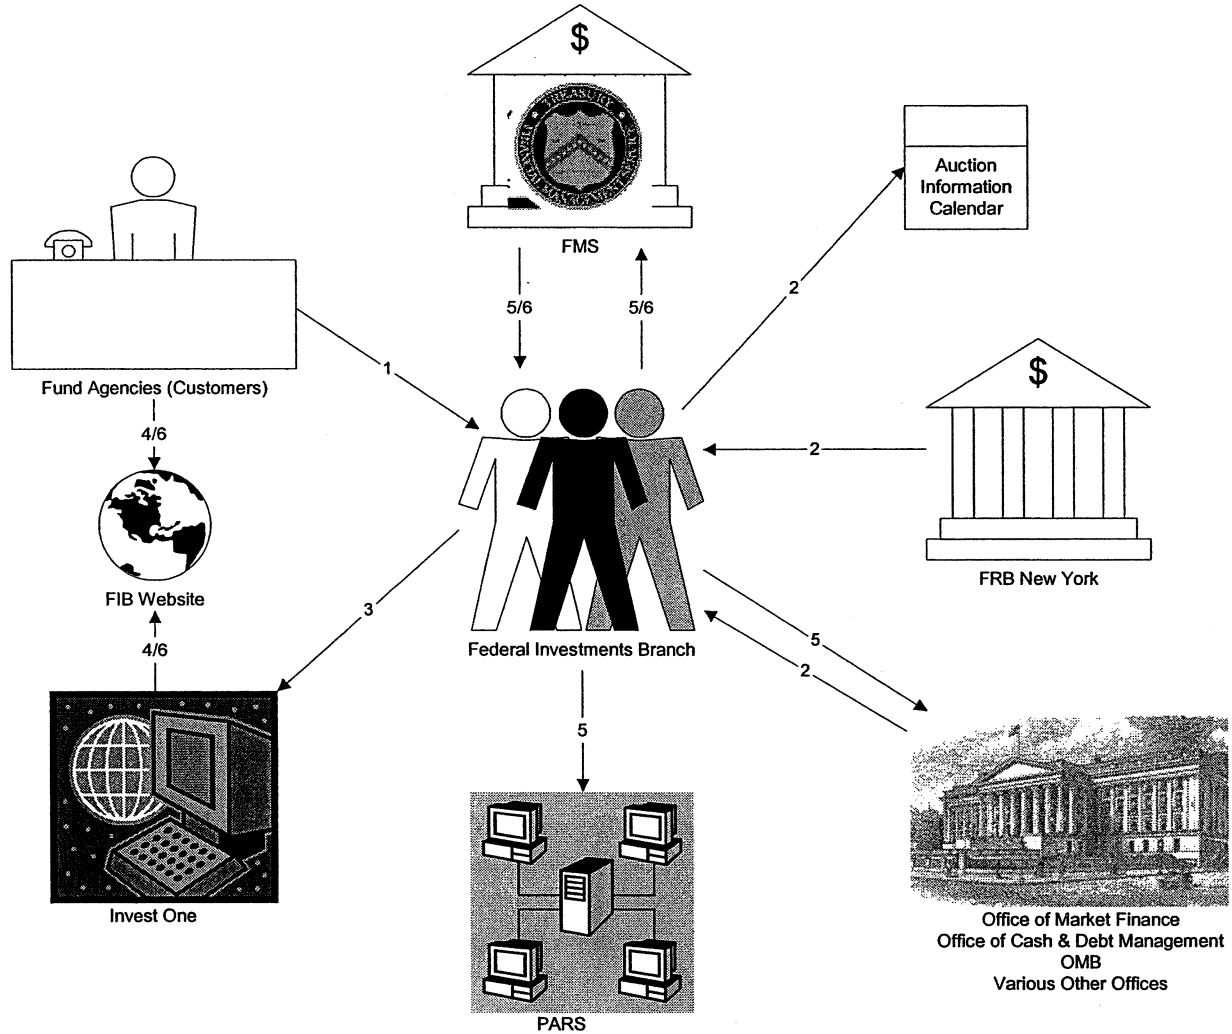 $
TREASURY
FMS
Auction
Information
Calendar
5/6
5/6
2
1
Fund Agencies (Customers)
4/6
$
2
FRB New York
FIB Website
4/6
3
Federal Investments Branch
5
2
5
Invest One
Office of Market Finance
Office of Cash & Debt Management
OMB
Various Other Offices
PARS